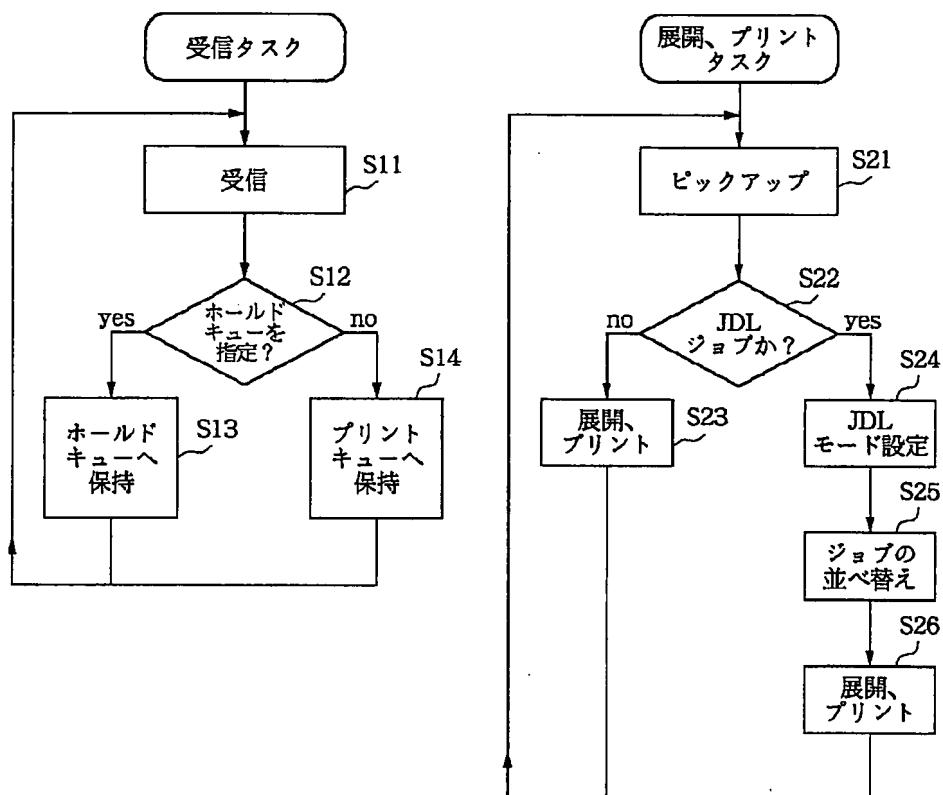 受信タスク
受信
S11
S12
ホールド
キューを
指定?
yes
no
S13
ホールド
キューへ
保持
S14
プリント
キューへ
保持
展開、プリント
タスク
ピックアップ
S21
S22
JDL
ジョブか?
no
yes
S23
展開、
プリント
S24
JDL
モード設定
S25
ジョブの
並べ替え
S26
展開、
プリント